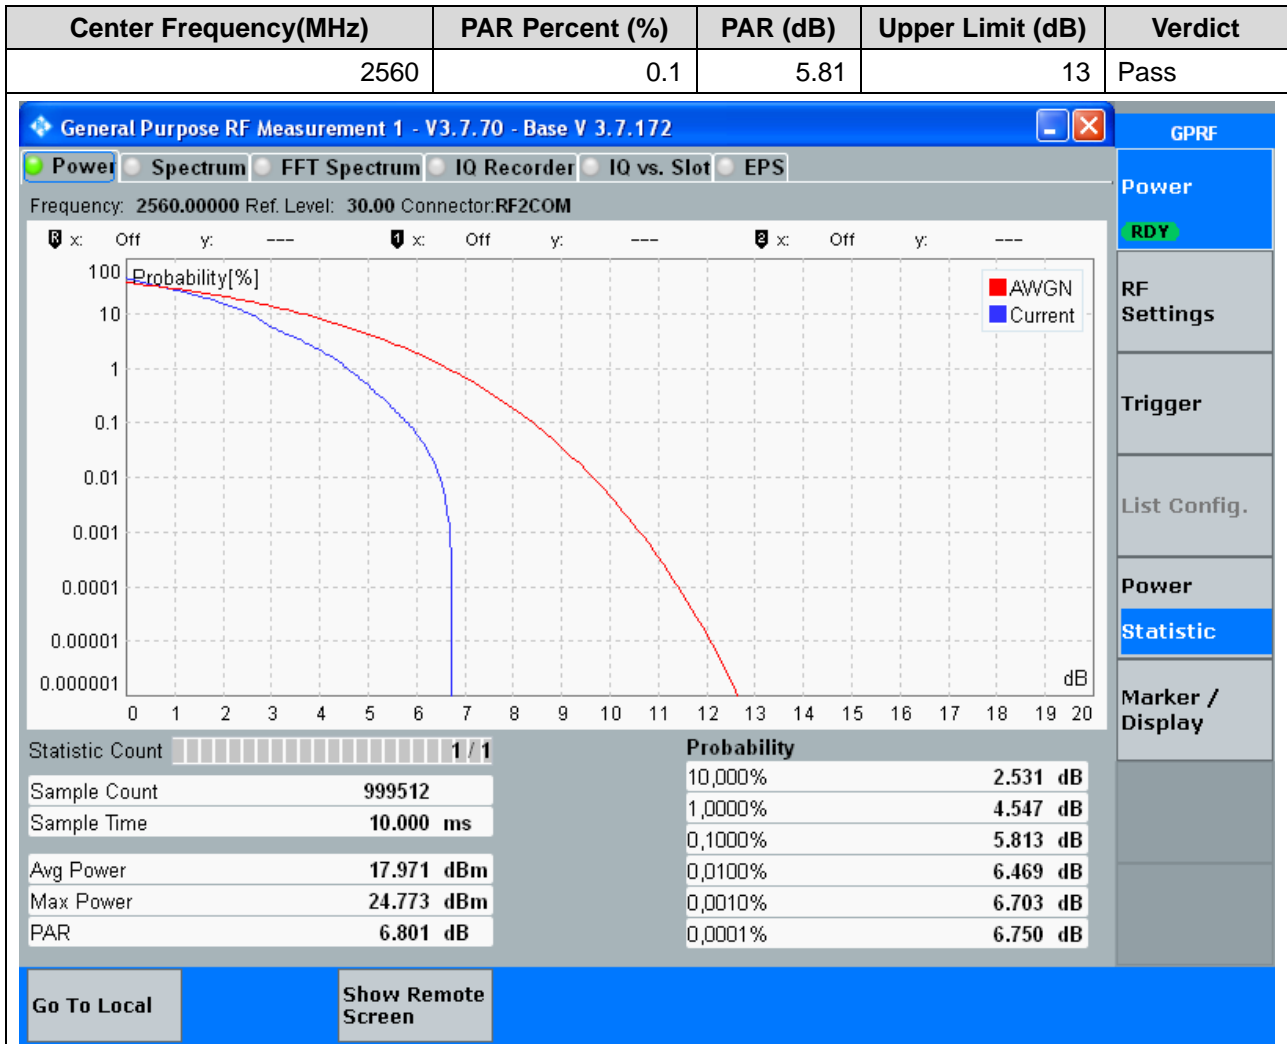 Center Frequency(MHz) PAR Percent (%) PAR (dB) Upper Limit (dB) Verdict
2560 0.1 5.81 13 Pass
General Purpose RF Measurement 1 - V3.7.70 - Base V 3.7.172
GPRF
Power Spectrum FFT Spectrum IQ Recorder IQ vs. Slot EPS
Frequency: 2560.00000 Ref. Level: 30.00 Connector:RF2COM
R x: Off y: --- 1 x: Off y: --- 2 x: Off y: ---
Probability[%]
100
10
1
0.1
0.01
0.001
0.0001
0.00001
0.000001
AWGN
Current
dB
0 1 2 3 4 5 6 7 8 9 10 11 12 13 14 15 16 17 18 19 20
Statistic Count 1 / 1
Sample Count 999512
Sample Time 10.000 ms
Avg Power 17.971 dBm
Max Power 24.773 dBm
PAR 6.801 dB
Probability
10,000% 2.531 dB
1,0000% 4.547 dB
0,1000% 5.813 dB
0,0100% 6.469 dB
0,0010% 6.703 dB
0,0001% 6.750 dB
Power
RDY
RF
Settings
Trigger
List Config.
Power
Statistic
Marker /
Display
Go To Local
Show Remote
Screen